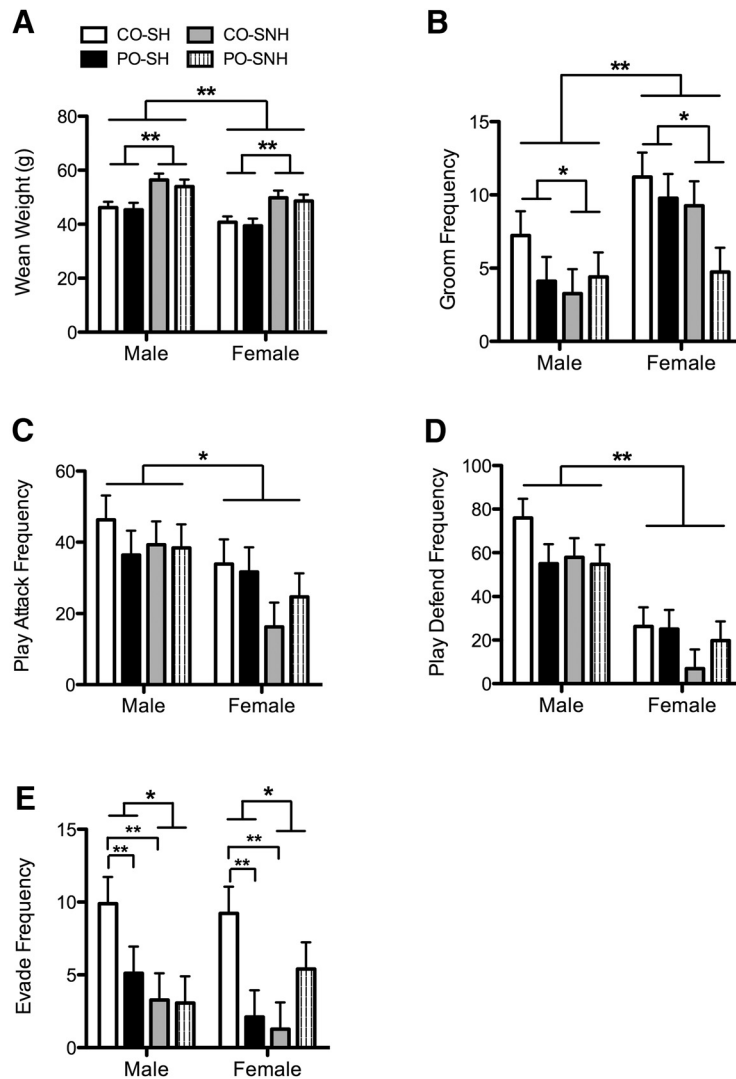 A
CO-SH CO-SNH
PO-SH PO-SNH
**
** **
Wean Weight (g)
80
60
40
20
0
Male Female
B
**
* *
Groom Frequency
15
10
5
0
Male Female
C
*
Play Attack Frequency
60
40
20
0
Male Female
D
**
Play Defend Frequency
100
80
60
40
20
0
Male Female
E
* *
** **
** **
Evade Frequency
15
10
5
0
Male Female